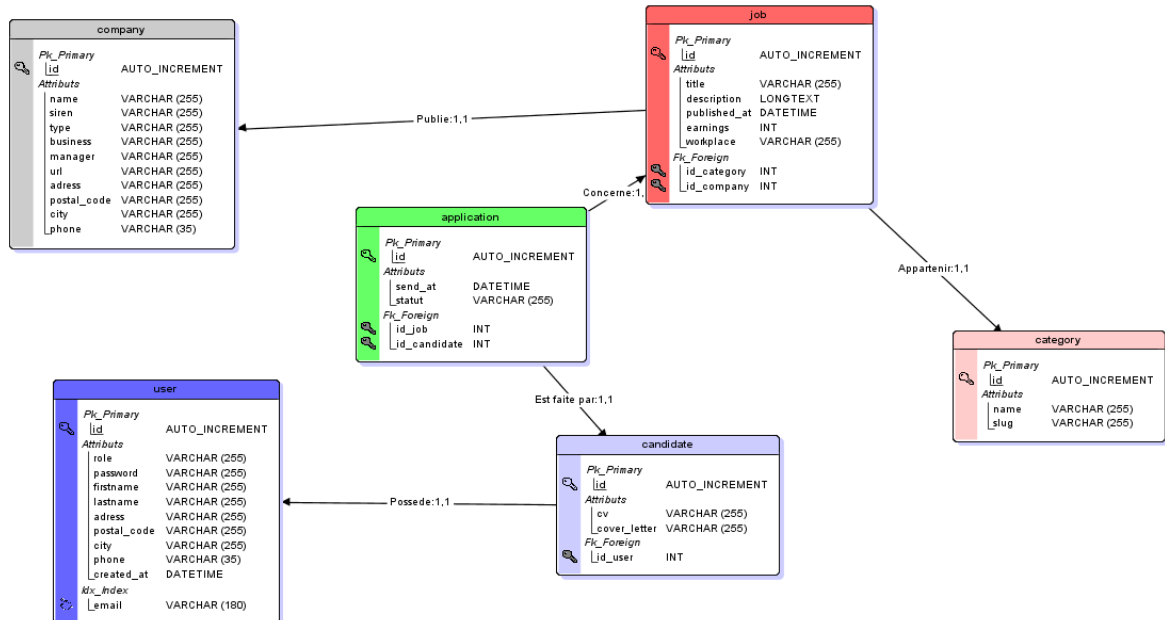 company
Pk_Primary
id AUTO_INCREMENT
Attributs
name VARCHAR (255)
siren VARCHAR (255)
type VARCHAR (255)
business VARCHAR (255)
manager VARCHAR (255)
url VARCHAR (255)
adress VARCHAR (255)
postal_code VARCHAR (255)
city VARCHAR (255)
phone VARCHAR (35)
Publie:1,1
job
Pk_Primary
id AUTO_INCREMENT
Attributs
title VARCHAR (255)
description LONGTEXT
published_at DATETIME
earnings INT
workplace VARCHAR (255)
Fk_Foreign
id_category INT
id_company INT
Concerne:1,
application
Pk_Primary
id AUTO_INCREMENT
Attributs
send_at DATETIME
statut VARCHAR (255)
Fk_Foreign
id_job INT
id_candidate INT
Appartenir:1,1
category
Pk_Primary
id AUTO_INCREMENT
Attributs
name VARCHAR (255)
slug VARCHAR (255)
Est faite par:1,1
user
Pk_Primary
id AUTO_INCREMENT
Attributs
role VARCHAR (255)
password VARCHAR (255)
firstname VARCHAR (255)
lastname VARCHAR (255)
adress VARCHAR (255)
postal_code VARCHAR (255)
city VARCHAR (255)
phone VARCHAR (35)
created_at DATETIME
Idx_Index
email VARCHAR (180)
Possede:1,1
candidate
Pk_Primary
id AUTO_INCREMENT
Attributs
cv VARCHAR (255)
cover_letter VARCHAR (255)
Fk_Foreign
id_user INT